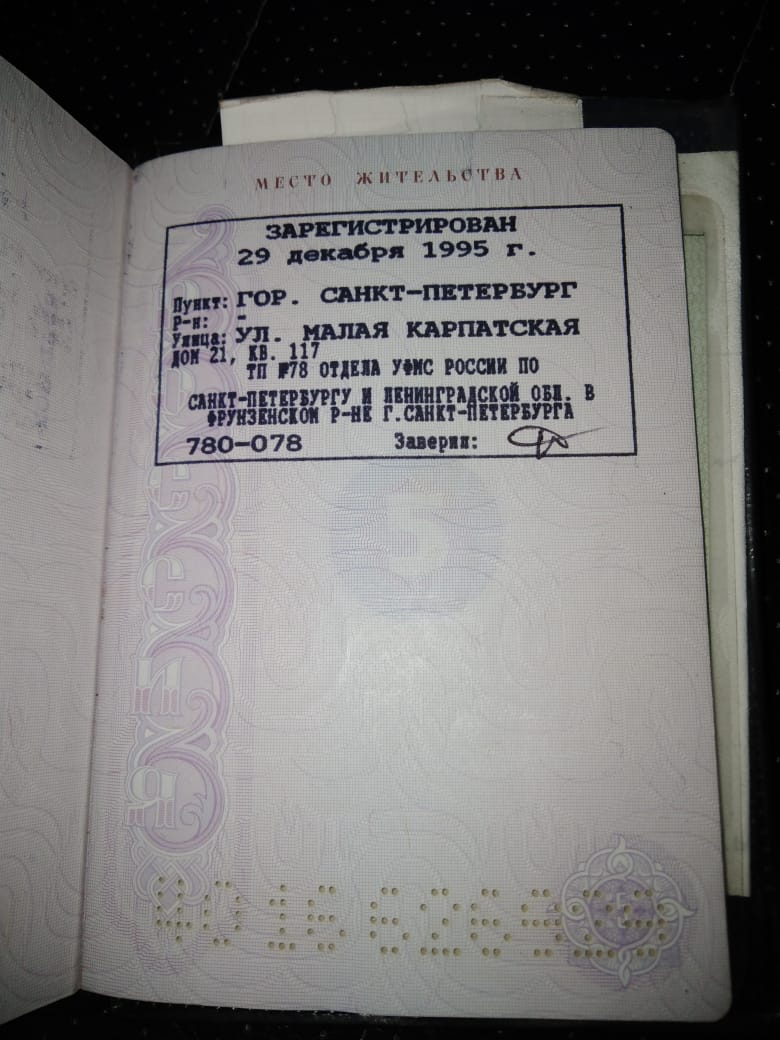 МЕСТО ЖИТЕЛЬСТВА
ЗАРЕГИСТРИРОВАН
29 декабря 1995 г.
Пункт: ГОР. САНКТ-ПЕТЕРБУРГ
Р-н: -
Улица: УЛ. МАЛАЯ КАРПАТСКАЯ
ДОМ 21, КВ. 117
ТП №78 ОТДЕЛА УФМС РОССИИ ПО
САНКТ-ПЕТЕРБУРГУ И ЛЕНИНГРАДСКОЙ ОБЛ. В
ФРУНЗЕНСКОМ Р-НЕ Г.САНКТ-ПЕТЕРБУРГА
780-078 Заверил:
5